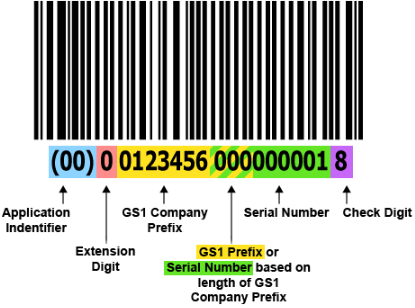 (00) 0 0123456 000000001 8
Application
Indentifier
Extension
Digit
GS1 Company
Prefix
GS1 Prefix or
Serial Number based on
length of GS1
Company Prefix
Serial Number
Check Digit